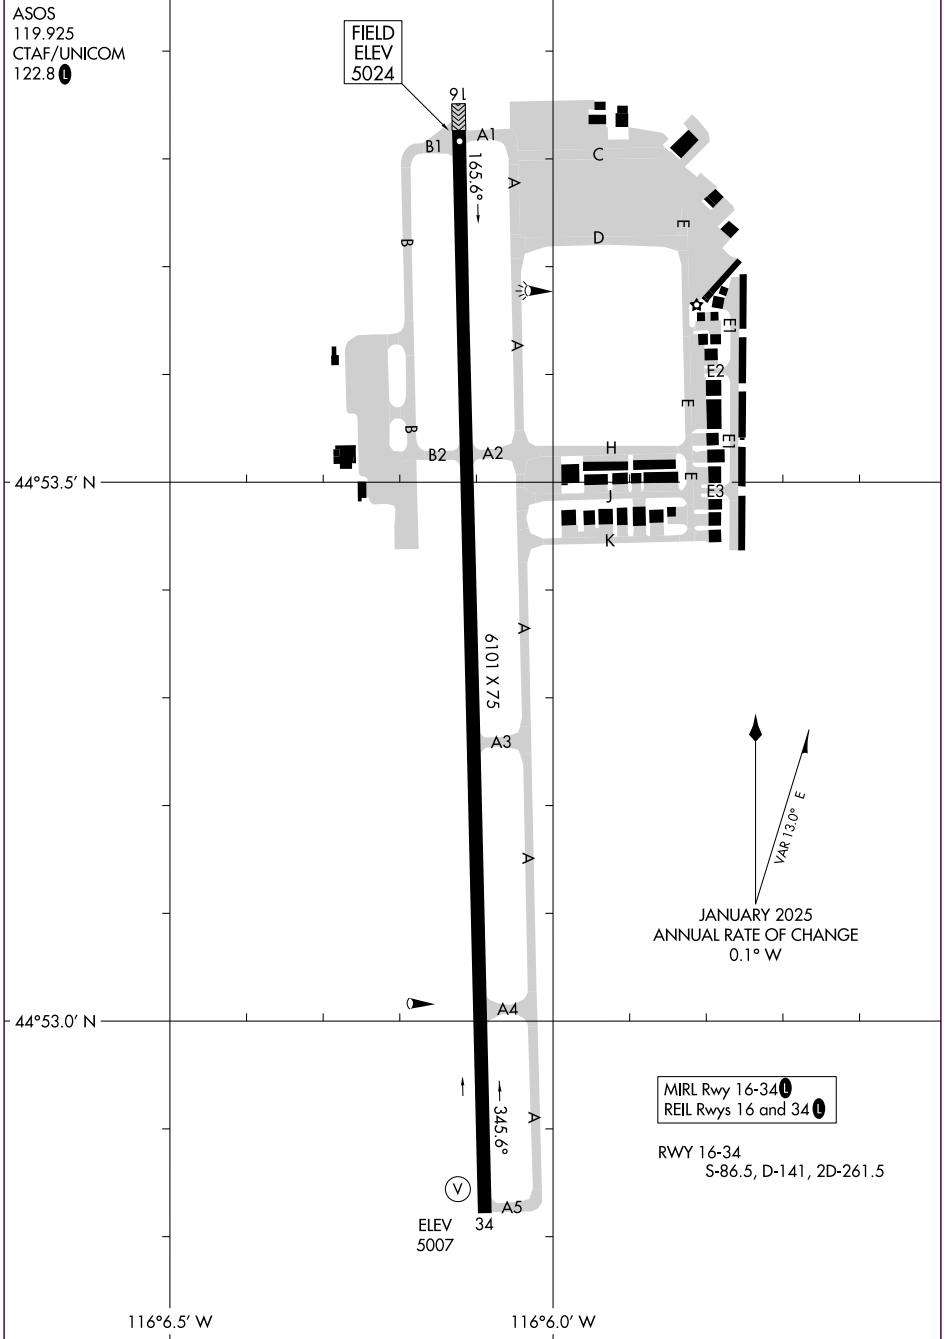 ASOS
119.925
CTAF/UNICOM
122.8 L
FIELD
ELEV
5024
16
A1
B1
C
165.6°
A
E
D
B
A
E1
E2
E
B
H
E1
B2
A2
44°53.5' N
E
E3
J
K
A
6101 X 75
A3
VAR 13.0° E
A
JANUARY 2025
ANNUAL RATE OF CHANGE
0.1° W
A4
44°53.0' N
MIRL Rwy 16-34 L
REIL Rwys 16 and 34 L
345.6°
A
RWY 16-34
S-86.5, D-141, 2D-261.5
V
A5
ELEV
5007
34
116°6.5' W
116°6.0' W